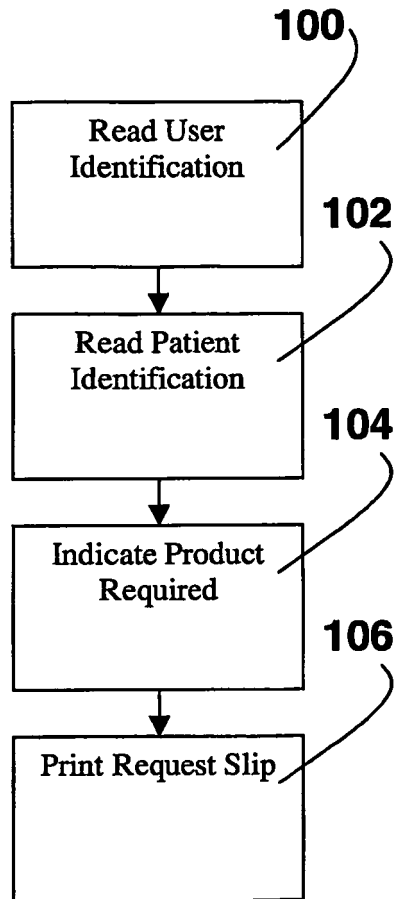 100
Read User
Identification
102
Read Patient
Identification
104
Indicate Product
Required
106
Print Request Slip